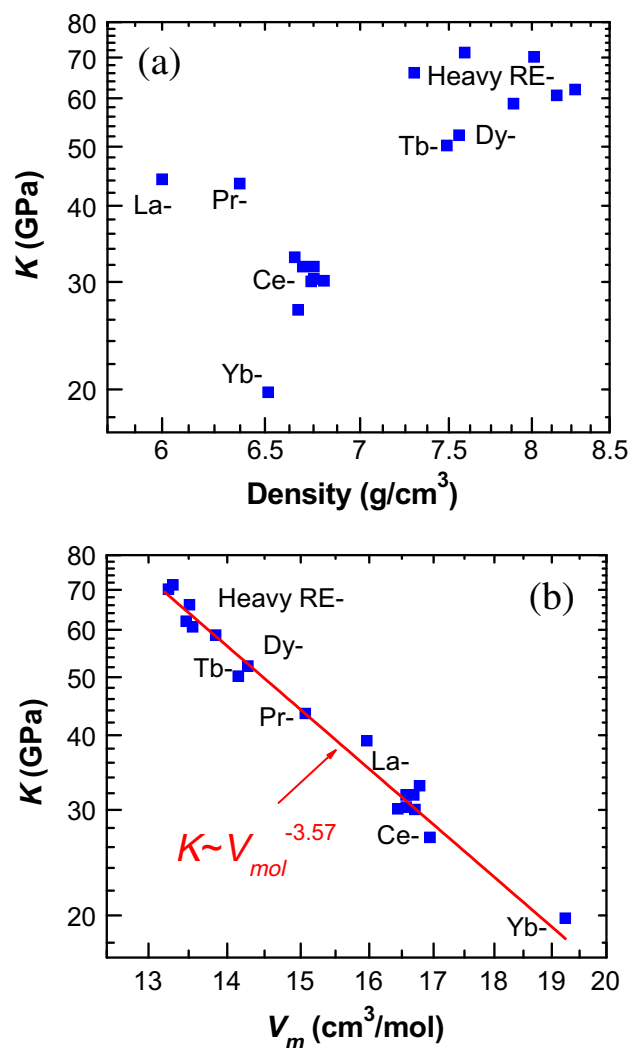 80
70
60
50
40
30
20
K (GPa)
(a)
Heavy RE-
Tb-
Dy-
La-
Pr-
Ce-
Yb-
6
6.5
7
7.5
8
8.5
Density (g/cm³)
80
70
60
50
40
30
20
K (GPa)
(b)
Heavy RE-
Dy-
Tb-
Pr-
La-
Ce-
K~V_mol^-3.57
Yb-
13
14
15
16
17
18
19
20
V_m (cm³/mol)